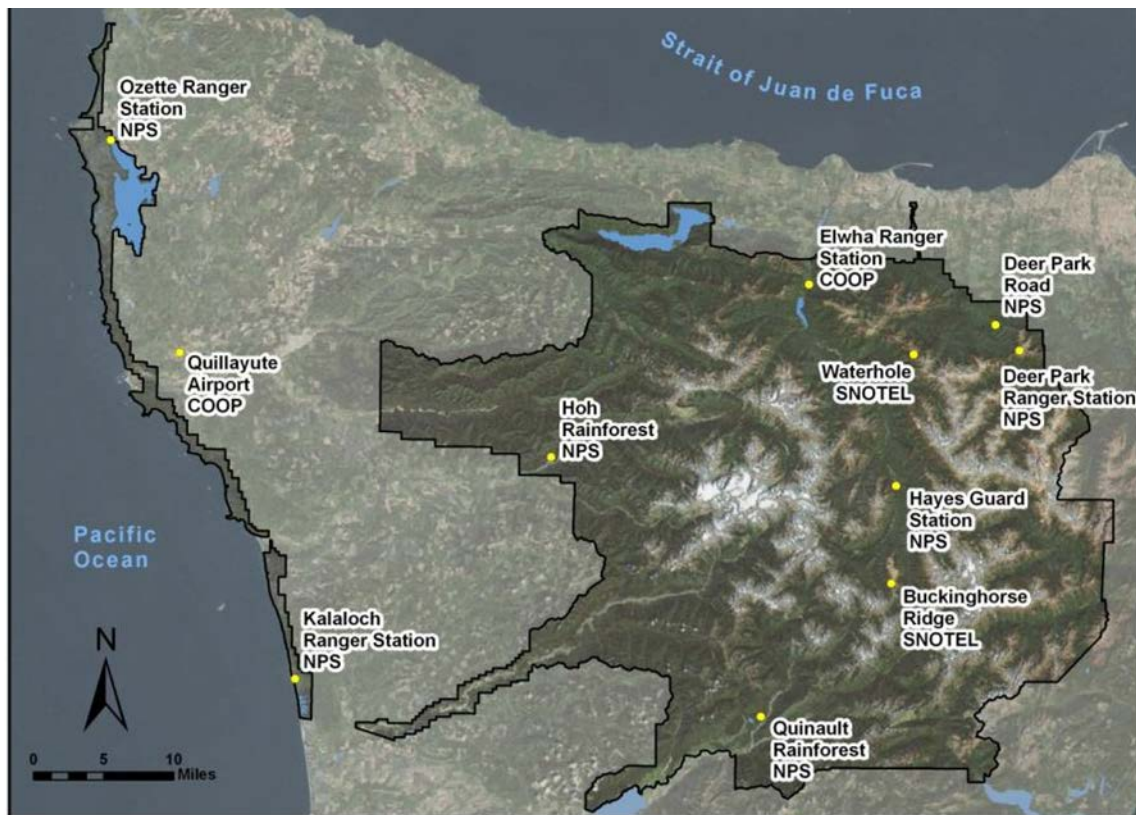 Strait of Juan de Fuca
Ozette Ranger
Station
NPS
Elwha Ranger
Station
COOP
Deer Park
Road
NPS
Quillayute
Airport
COOP
Waterhole
SNOTEL
Deer Park
Ranger Station
NPS
Hoh
Rainforest
NPS
Hayes Guard
Station
NPS
Pacific
Ocean
Buckinghorse
Ridge
SNOTEL
Kalaloch
Ranger Station
NPS
N
Quinault
Rainforest
NPS
0 5 10
Miles